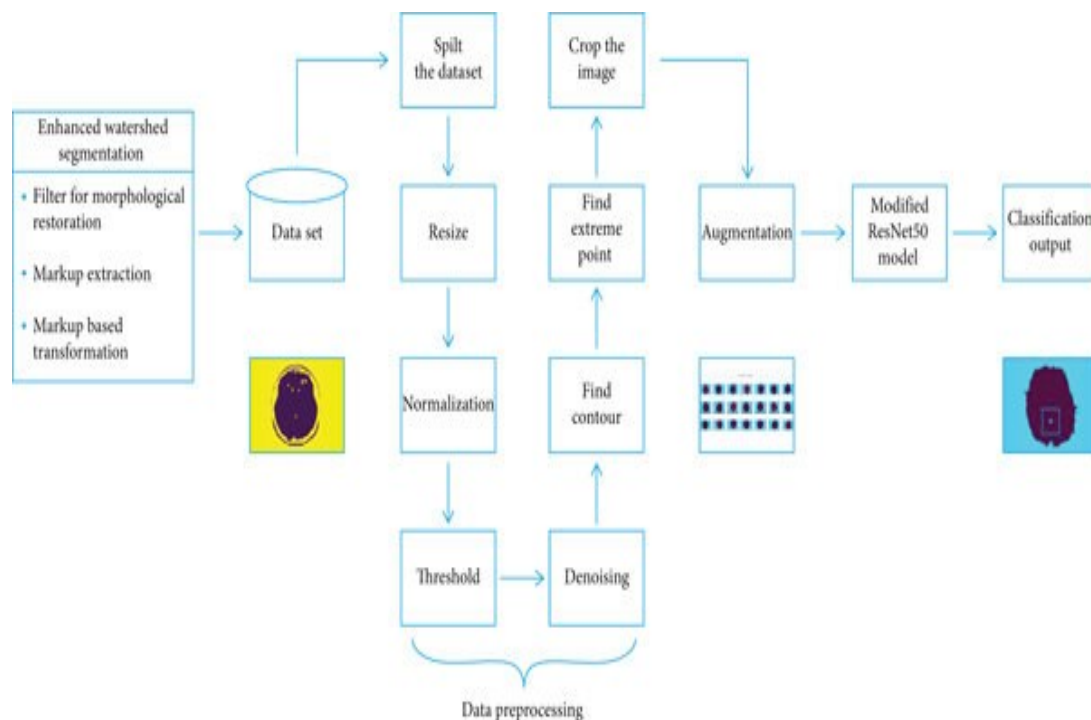 Enhanced watershed
segmentation
• Filter for morphological
restoration
• Markup extraction
• Markup based
transformation
Data set
Spilt
the dataset
Resize
Normalization
Threshold
Denoising
Find
contour
Find
extreme
point
Crop the
image
Augmentation
Modified
ResNet50
model
Classification
output
Data preprocessing